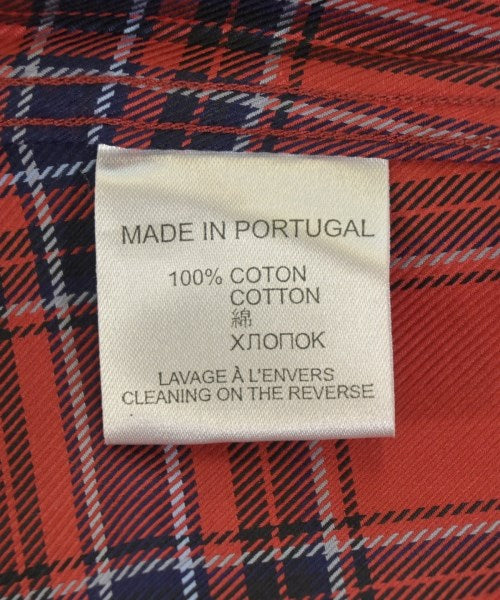 MADE IN PORTUGAL
100% COTON
COTTON
綿
ХЛОПОК
LAVAGE À L'ENVERS
CLEANING ON THE REVERSE